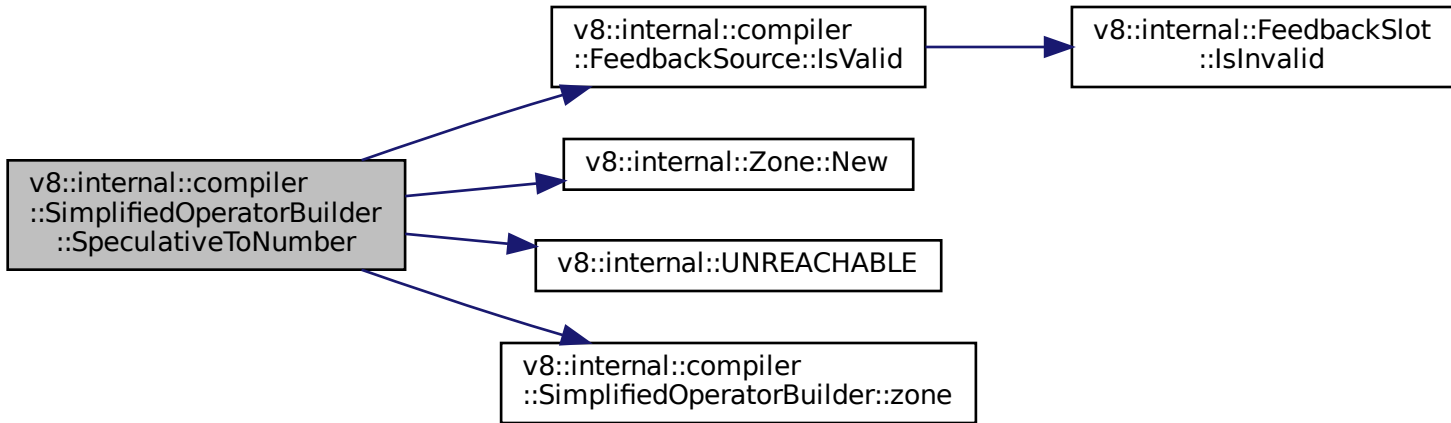 v8::internal::compiler
::SimplifiedOperatorBuilder
::SpeculativeToNumber
v8::internal::compiler
::FeedbackSource::IsValid
v8::internal::FeedbackSlot
::IsInvalid
v8::internal::Zone::New
v8::internal::UNREACHABLE
v8::internal::compiler
::SimplifiedOperatorBuilder::zone